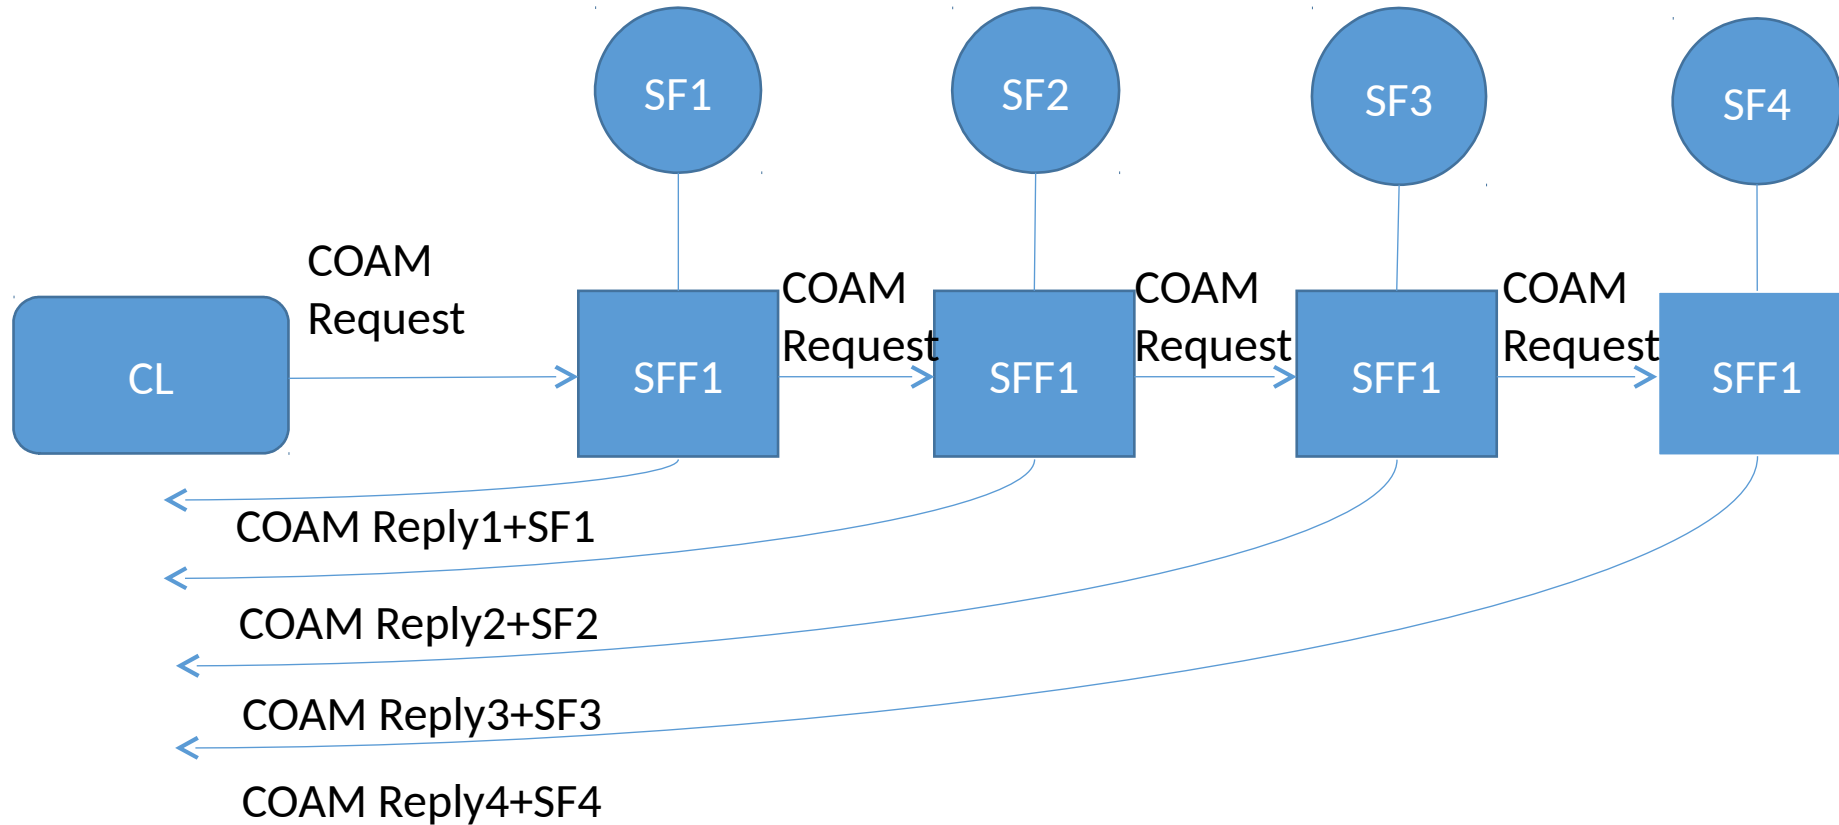 SF1
SF2
SF3
SF4
COAM
Request
COAM
Request
COAM
Request
COAM
Request
CL
SFF1
SFF1
SFF1
SFF1
COAM Reply1+SF1
COAM Reply2+SF2
COAM Reply3+SF3
COAM Reply4+SF4